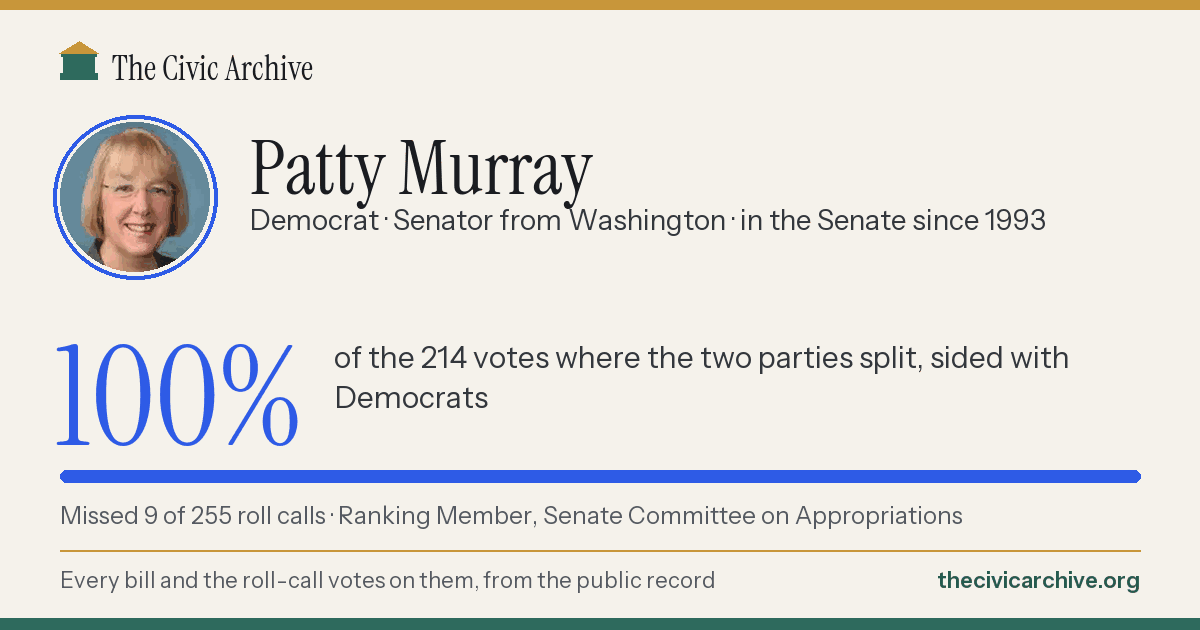 The Civic Archive
Patty Murray
Democrat · Senator from Washington · in the Senate since 1993
100%
of the 214 votes where the two parties split, sided with
Democrats
Missed 9 of 255 roll calls · Ranking Member, Senate Committee on Appropriations
Every bill and the roll-call votes on them, from the public record
thecivicarchive.org